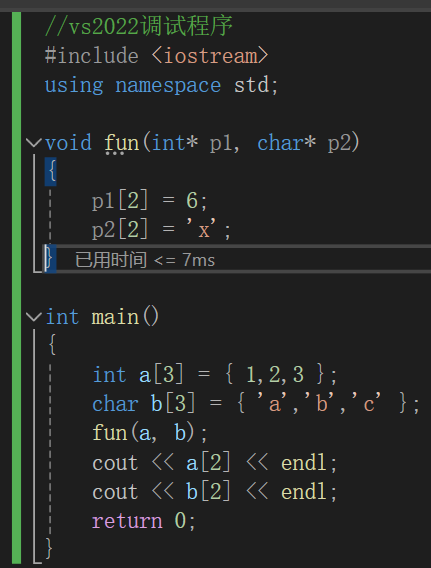 //vs2022调试程序
#include <iostream>
using namespace std;
void fun(int* p1, char* p2)
{
p1[2] = 6;
p2[2] = 'x';
} 已用时间 <= 7ms
int main()
{
int a[3] = { 1,2,3 };
char b[3] = { 'a','b','c' };
fun(a, b);
cout << a[2] << endl;
cout << b[2] << endl;
return 0;
}